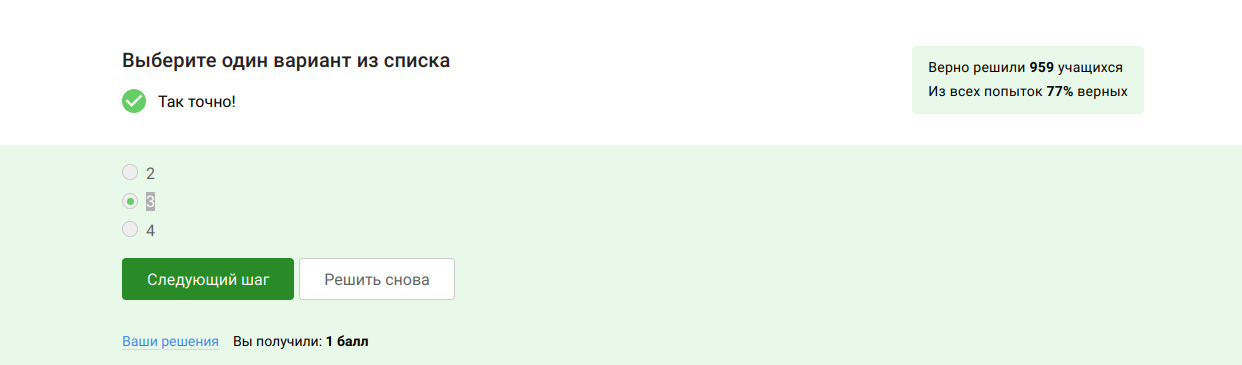 Выберите один вариант из списка
Верно решили 959 учащихся
Так точно!
Из всех попыток 77% верных
2
3
4
Следующий шаг
Решить снова
Ваши решения Вы получили: 1 балл